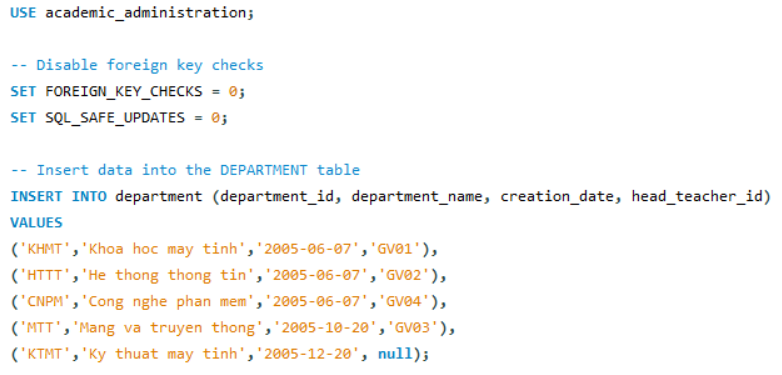 USE academic_administration;
-- Disable foreign key checks
SET FOREIGN_KEY_CHECKS = 0;
SET SQL_SAFE_UPDATES = 0;
-- Insert data into the DEPARTMENT table
INSERT INTO department (department_id, department_name, creation_date, head_teacher_id)
VALUES
('KHMT','Khoa hoc may tinh','2005-06-07','GV01'),
('HTTT','He thong thong tin','2005-06-07','GV02'),
('CNPM','Cong nghe phan mem','2005-06-07','GV04'),
('MTT','Mang va truyen thong','2005-10-20','GV03'),
('KTMT','Ky thuat may tinh','2005-12-20', null);